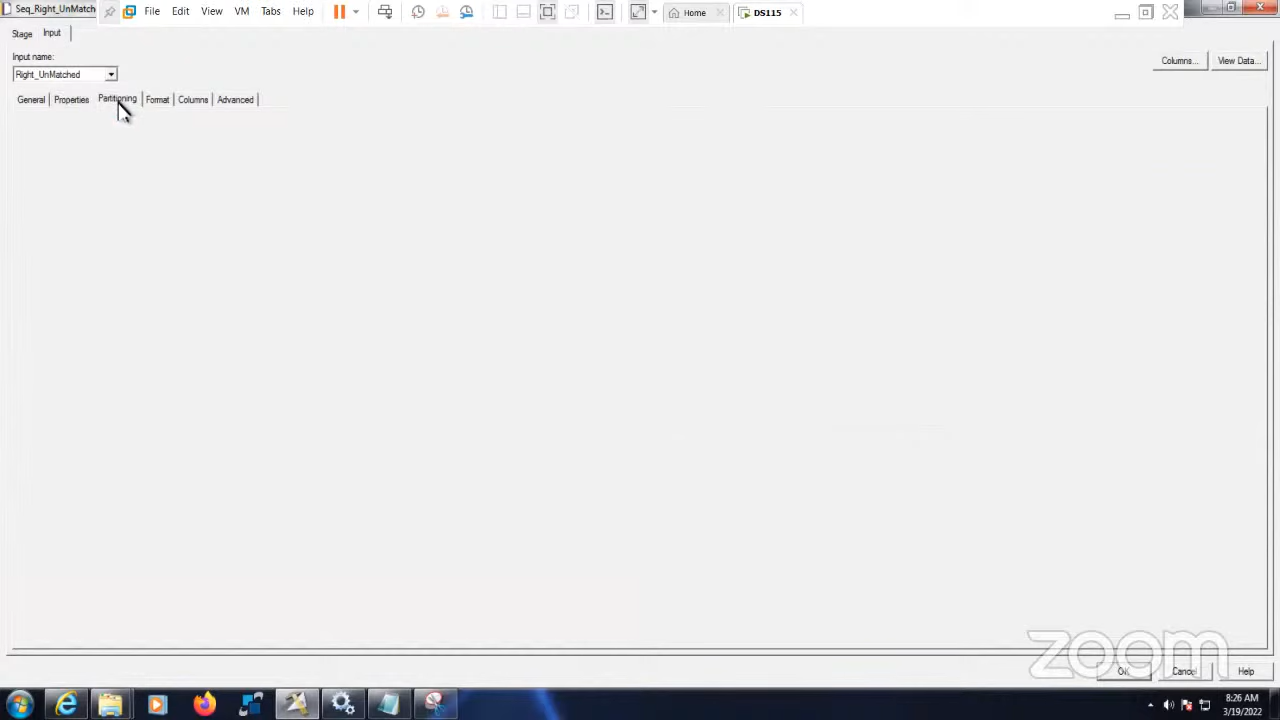 Seq_Right_UnMatch
File Edit View VM Tabs Help
Home
DS115
Stage Input
Input name:
Right_UnMatched
Columns... View Data...
General Properties Partitioning Format Columns Advanced
zoom
OK Cancel Help
8:26 AM
3/19/2022